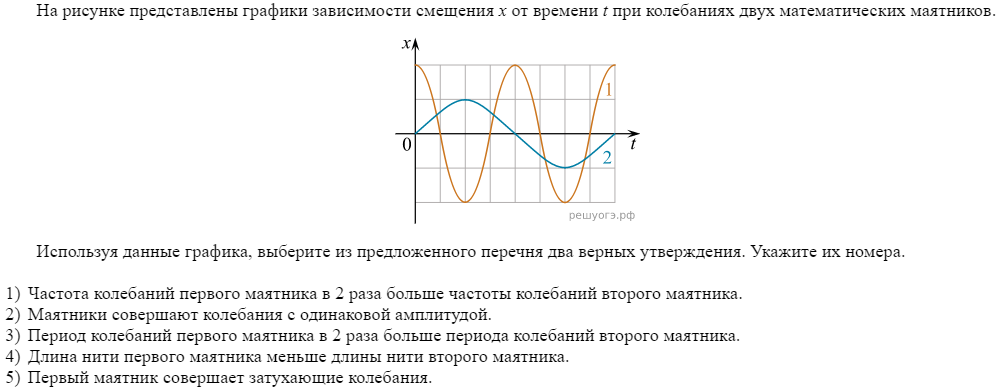 На рисунке представлены графики зависимости смещения x от времени t при колебаниях двух математических маятников.
x
1
0
t
2
решуогэ.рф
Используя данные графика, выберите из предложенного перечня два верных утверждения. Укажите их номера.
1) Частота колебаний первого маятника в 2 раза больше частоты колебаний второго маятника.
2) Маятники совершают колебания с одинаковой амплитудой.
3) Период колебаний первого маятника в 2 раза больше периода колебаний второго маятника.
4) Длина нити первого маятника меньше длины нити второго маятника.
5) Первый маятник совершает затухающие колебания.